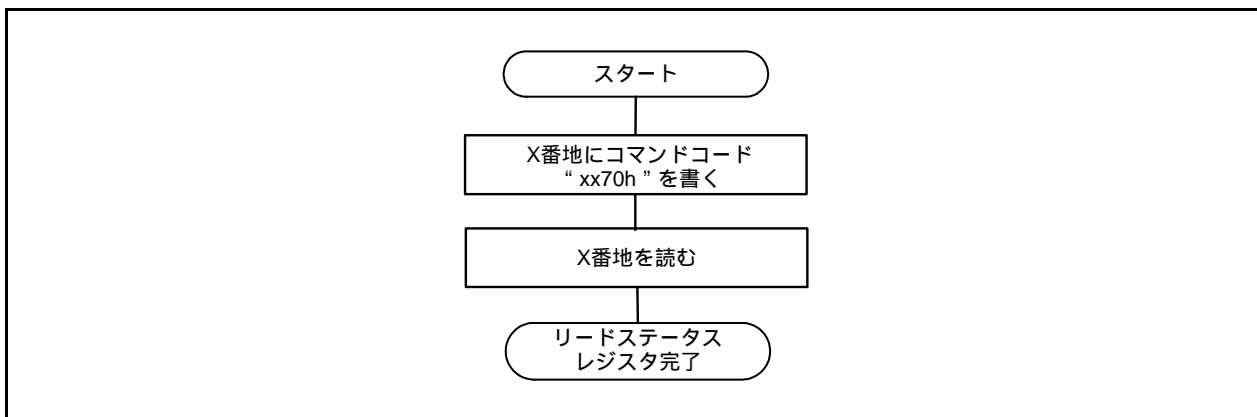 スタート
X番地にコマンドコード
“ xx70h ” を書く
X番地を読む
リードステータス
レジスタ完了